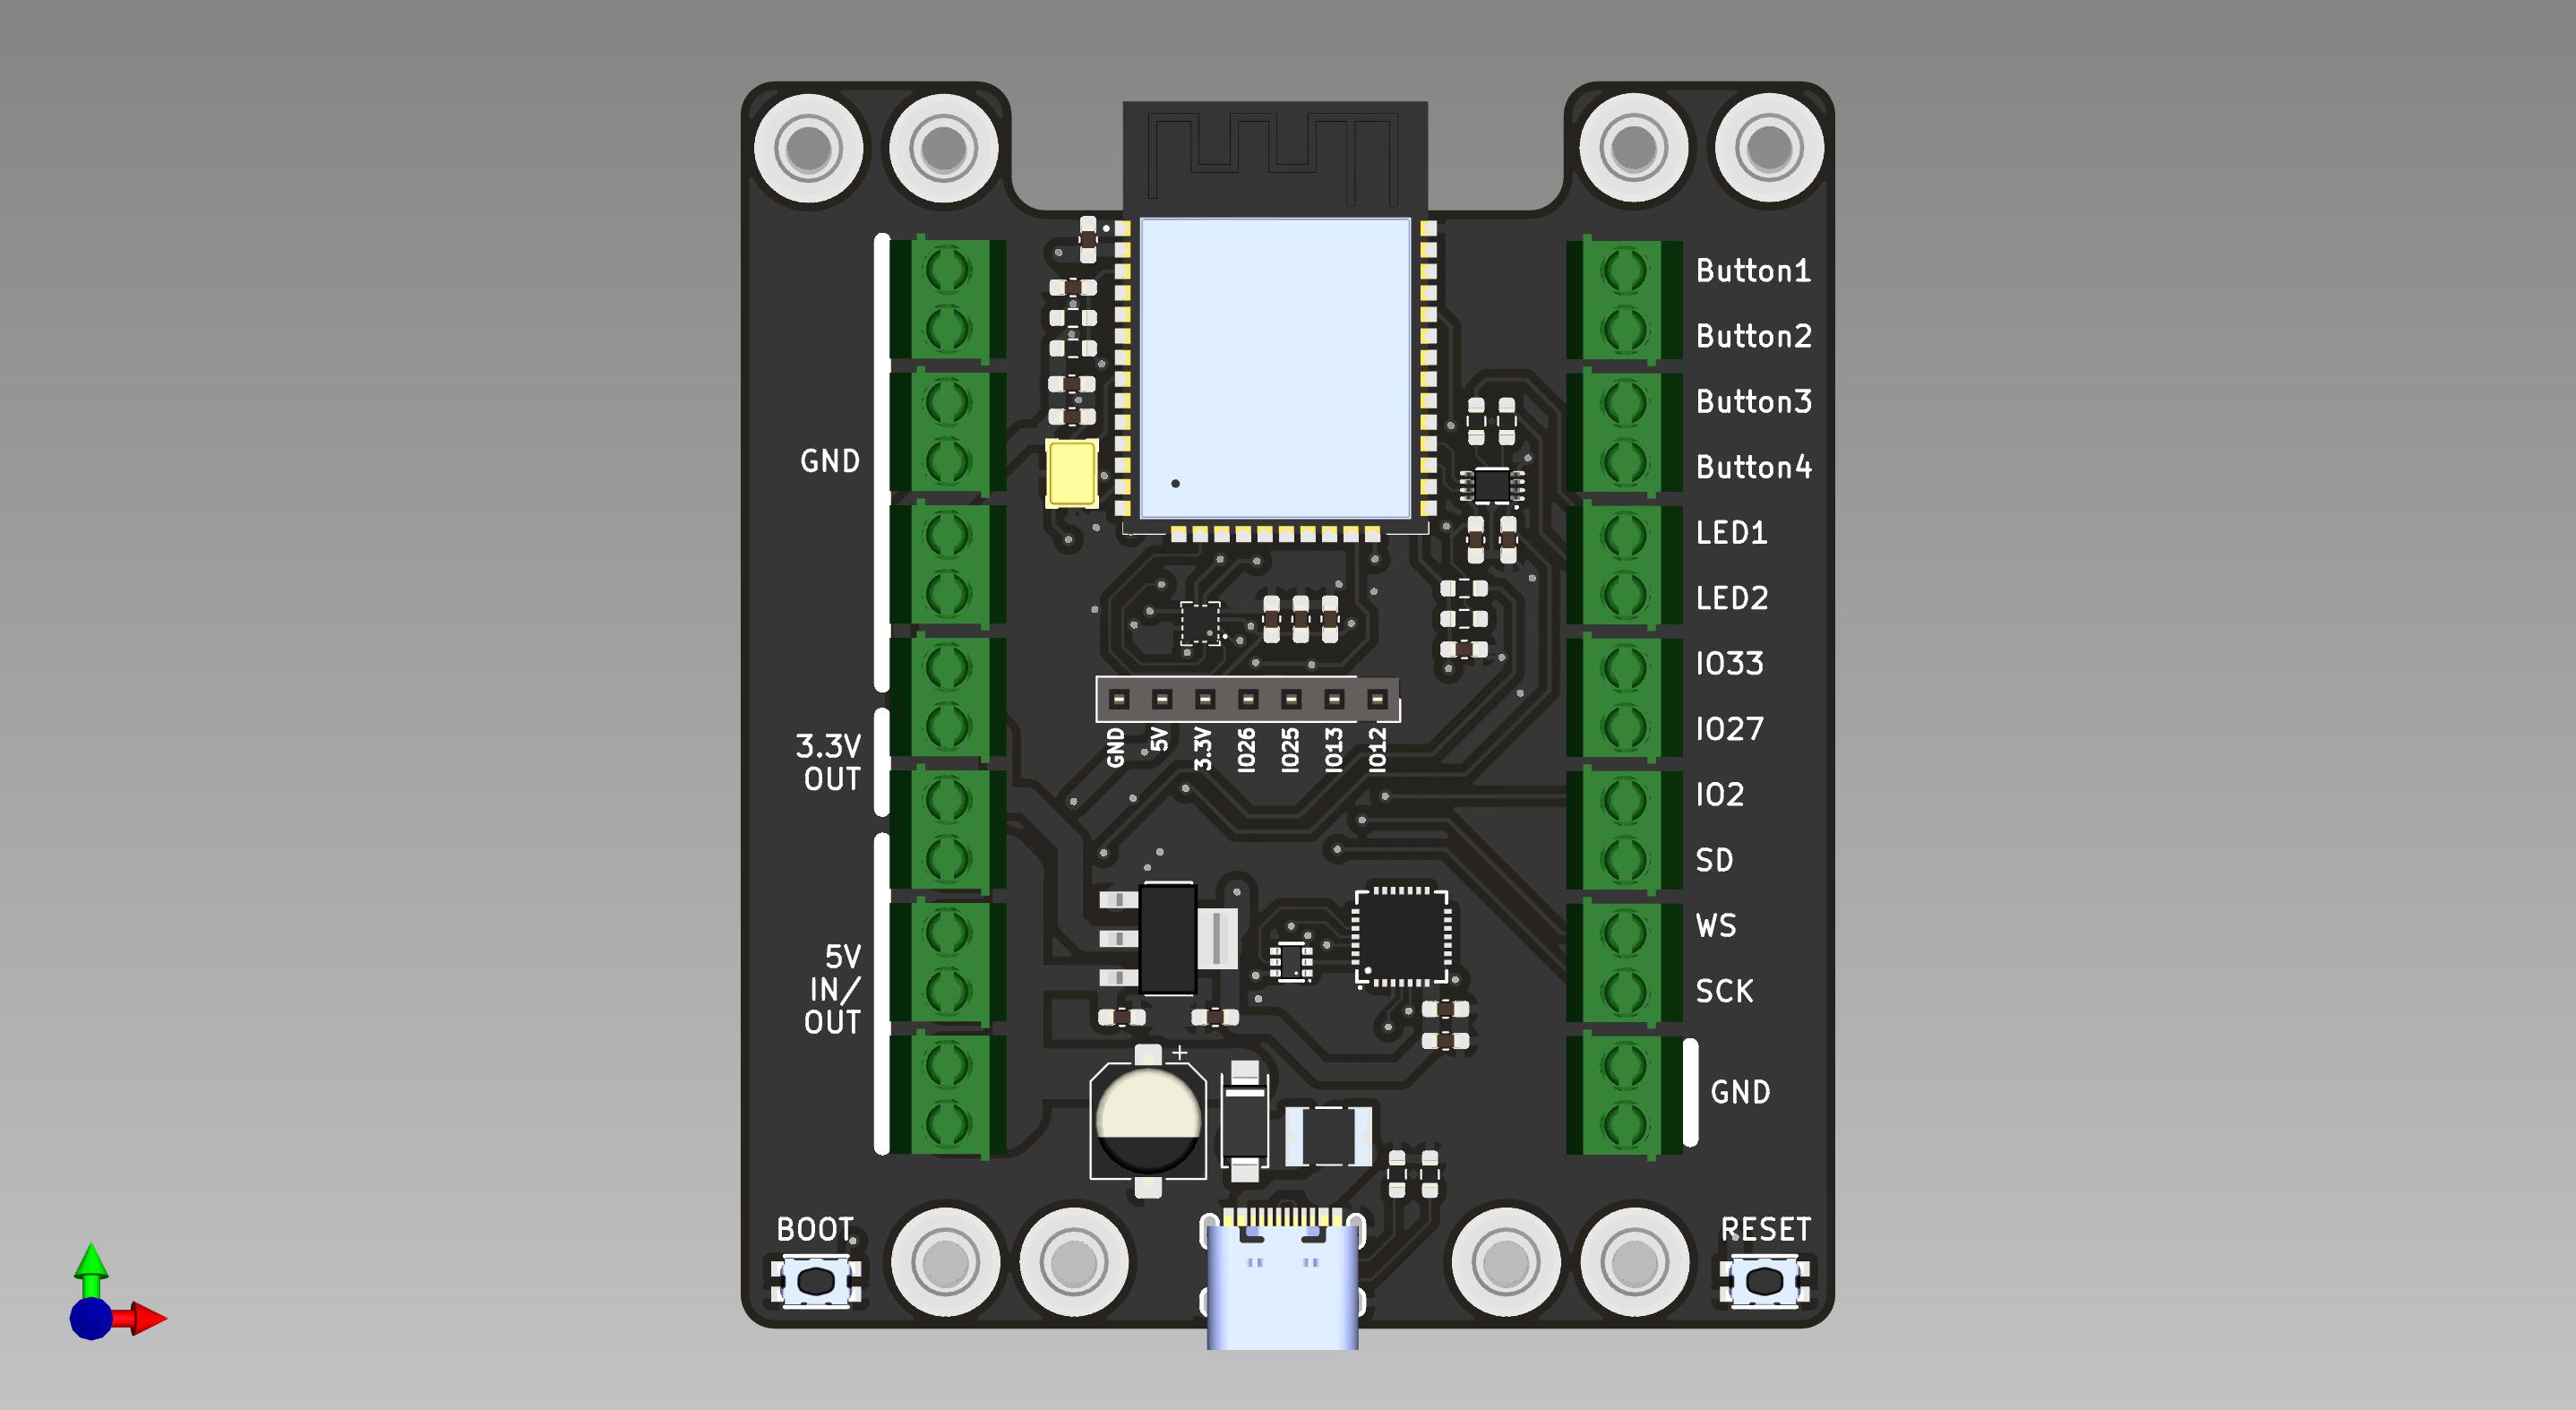 Button1
Button2
Button3
Button4
LED1
LED2
IO33
IO27
IO2
SD
WS
SCK
GND
GND
3.3V
OUT
5V
IN/
OUT
GND
5V
3.3V
IO26
IO25
IO13
IO12
+
BOOT
RESET